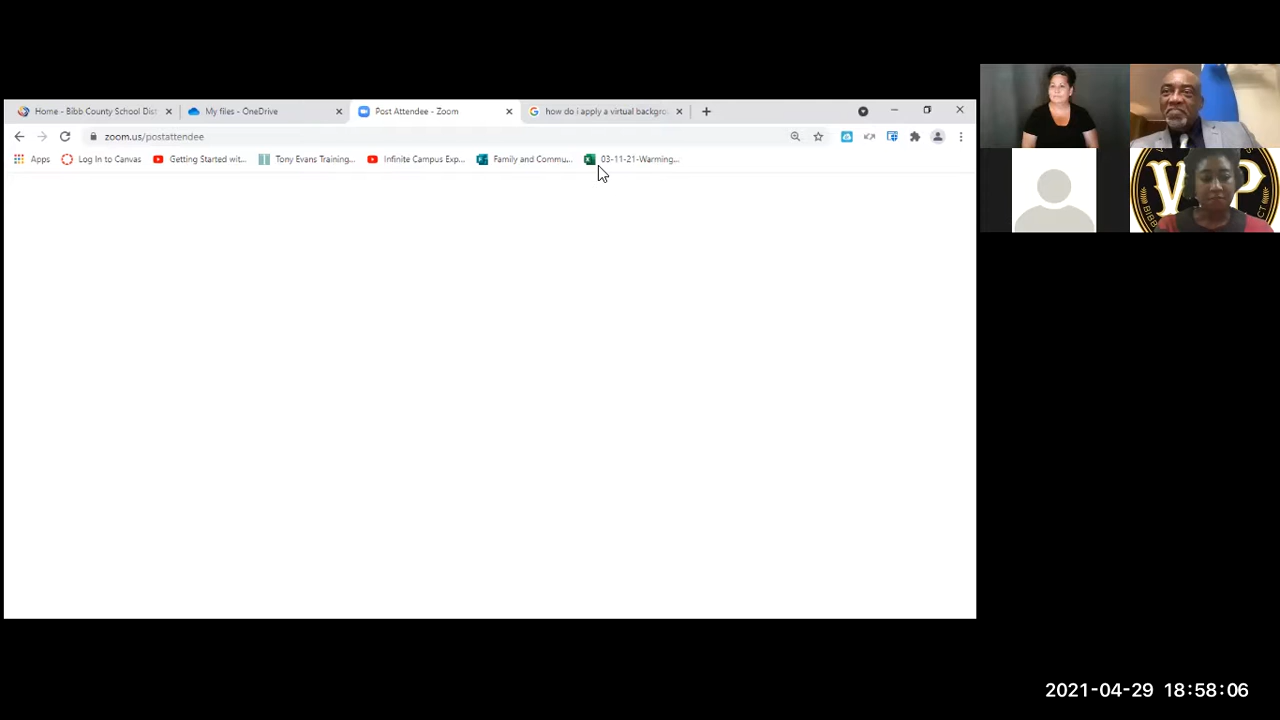 Home - Bibb County School Dist
My files - OneDrive
Post Attendee - Zoom
how do i apply a virtual backgro
zoom.us/postattendee
Apps
Log In to Canvas
Getting Started wit...
Tony Evans Training...
Infinite Campus Exp...
Family and Commu...
03-11-21-Warming...
V P
BIBB
2021-04-29 18:58:06